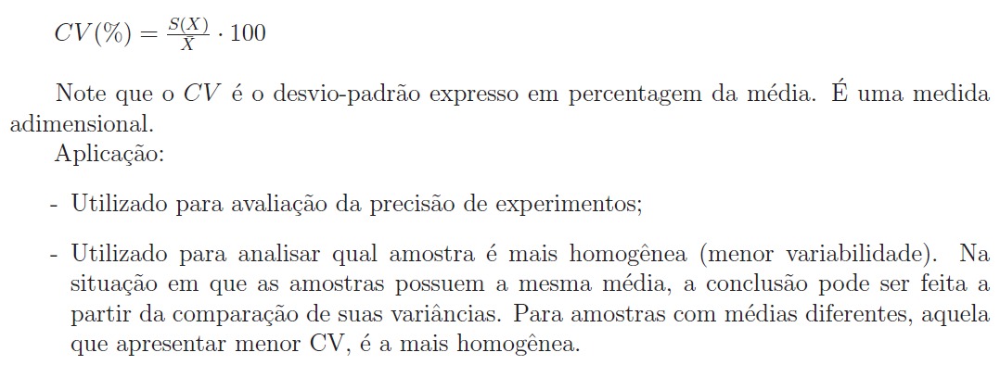 CV(%) = S(X)/X̄ · 100
Note que o CV é o desvio-padrão expresso em percentagem da média. É uma medida
adimensional.
Aplicação:
- Utilizado para avaliação da precisão de experimentos;
- Utilizado para analisar qual amostra é mais homogênea (menor variabilidade). Na
situação em que as amostras possuem a mesma média, a conclusão pode ser feita a
partir da comparação de suas variâncias. Para amostras com médias diferentes, aquela
que apresentar menor CV, é a mais homogênea.